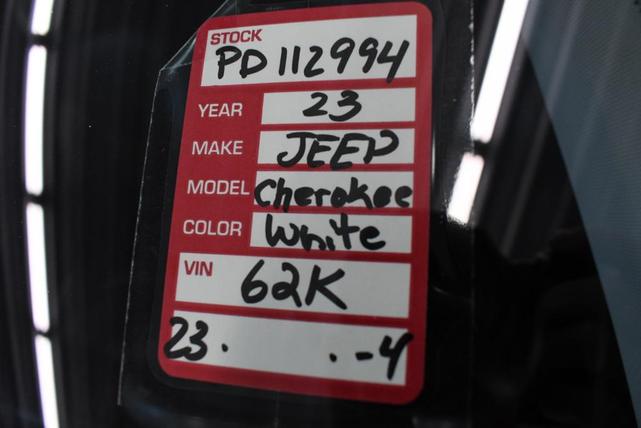 STOCK
PD112994
YEAR 23
MAKE JEEP
MODEL Cherokee
COLOR White
VIN 62K
23. .-4